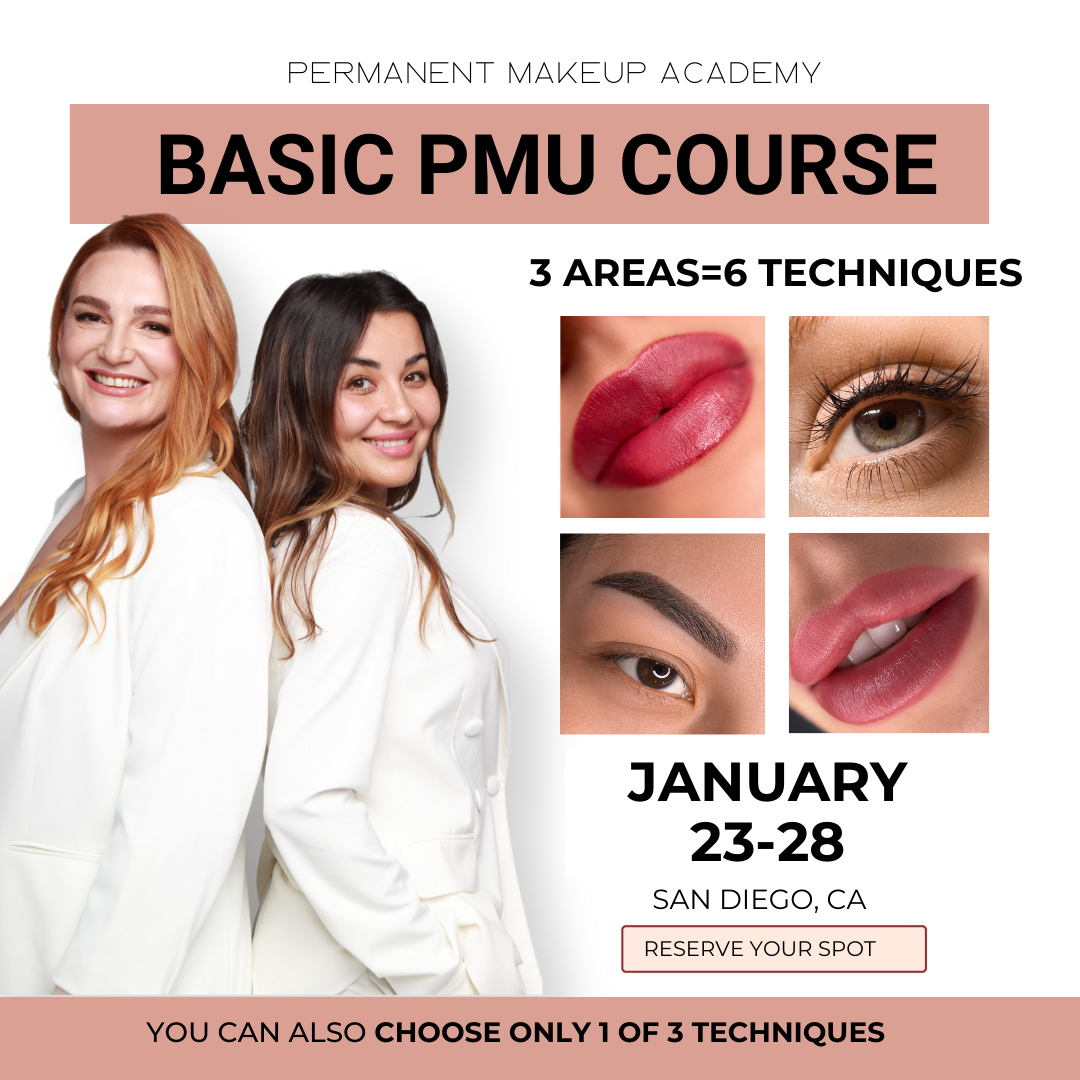 PERMANENT MAKEUP ACADEMY
BASIC PMU COURSE
3 AREAS=6 TECHNIQUES
JANUARY
23-28
SAN DIEGO, CA
RESERVE YOUR SPOT
YOU CAN ALSO CHOOSE ONLY 1 OF 3 TECHNIQUES